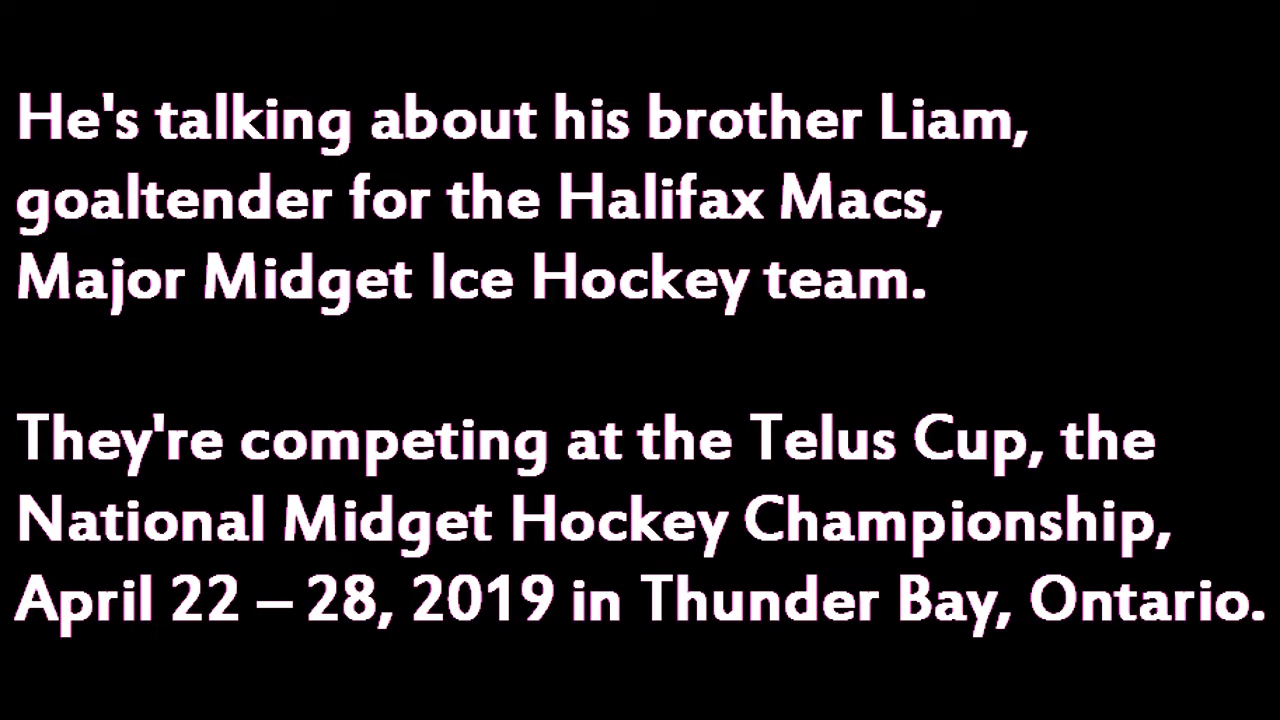 He's talking about his brother Liam,
goaltender for the Halifax Macs,
Major Midget Ice Hockey team.
They're competing at the Telus Cup, the
National Midget Hockey Championship,
April 22 – 28, 2019 in Thunder Bay, Ontario.